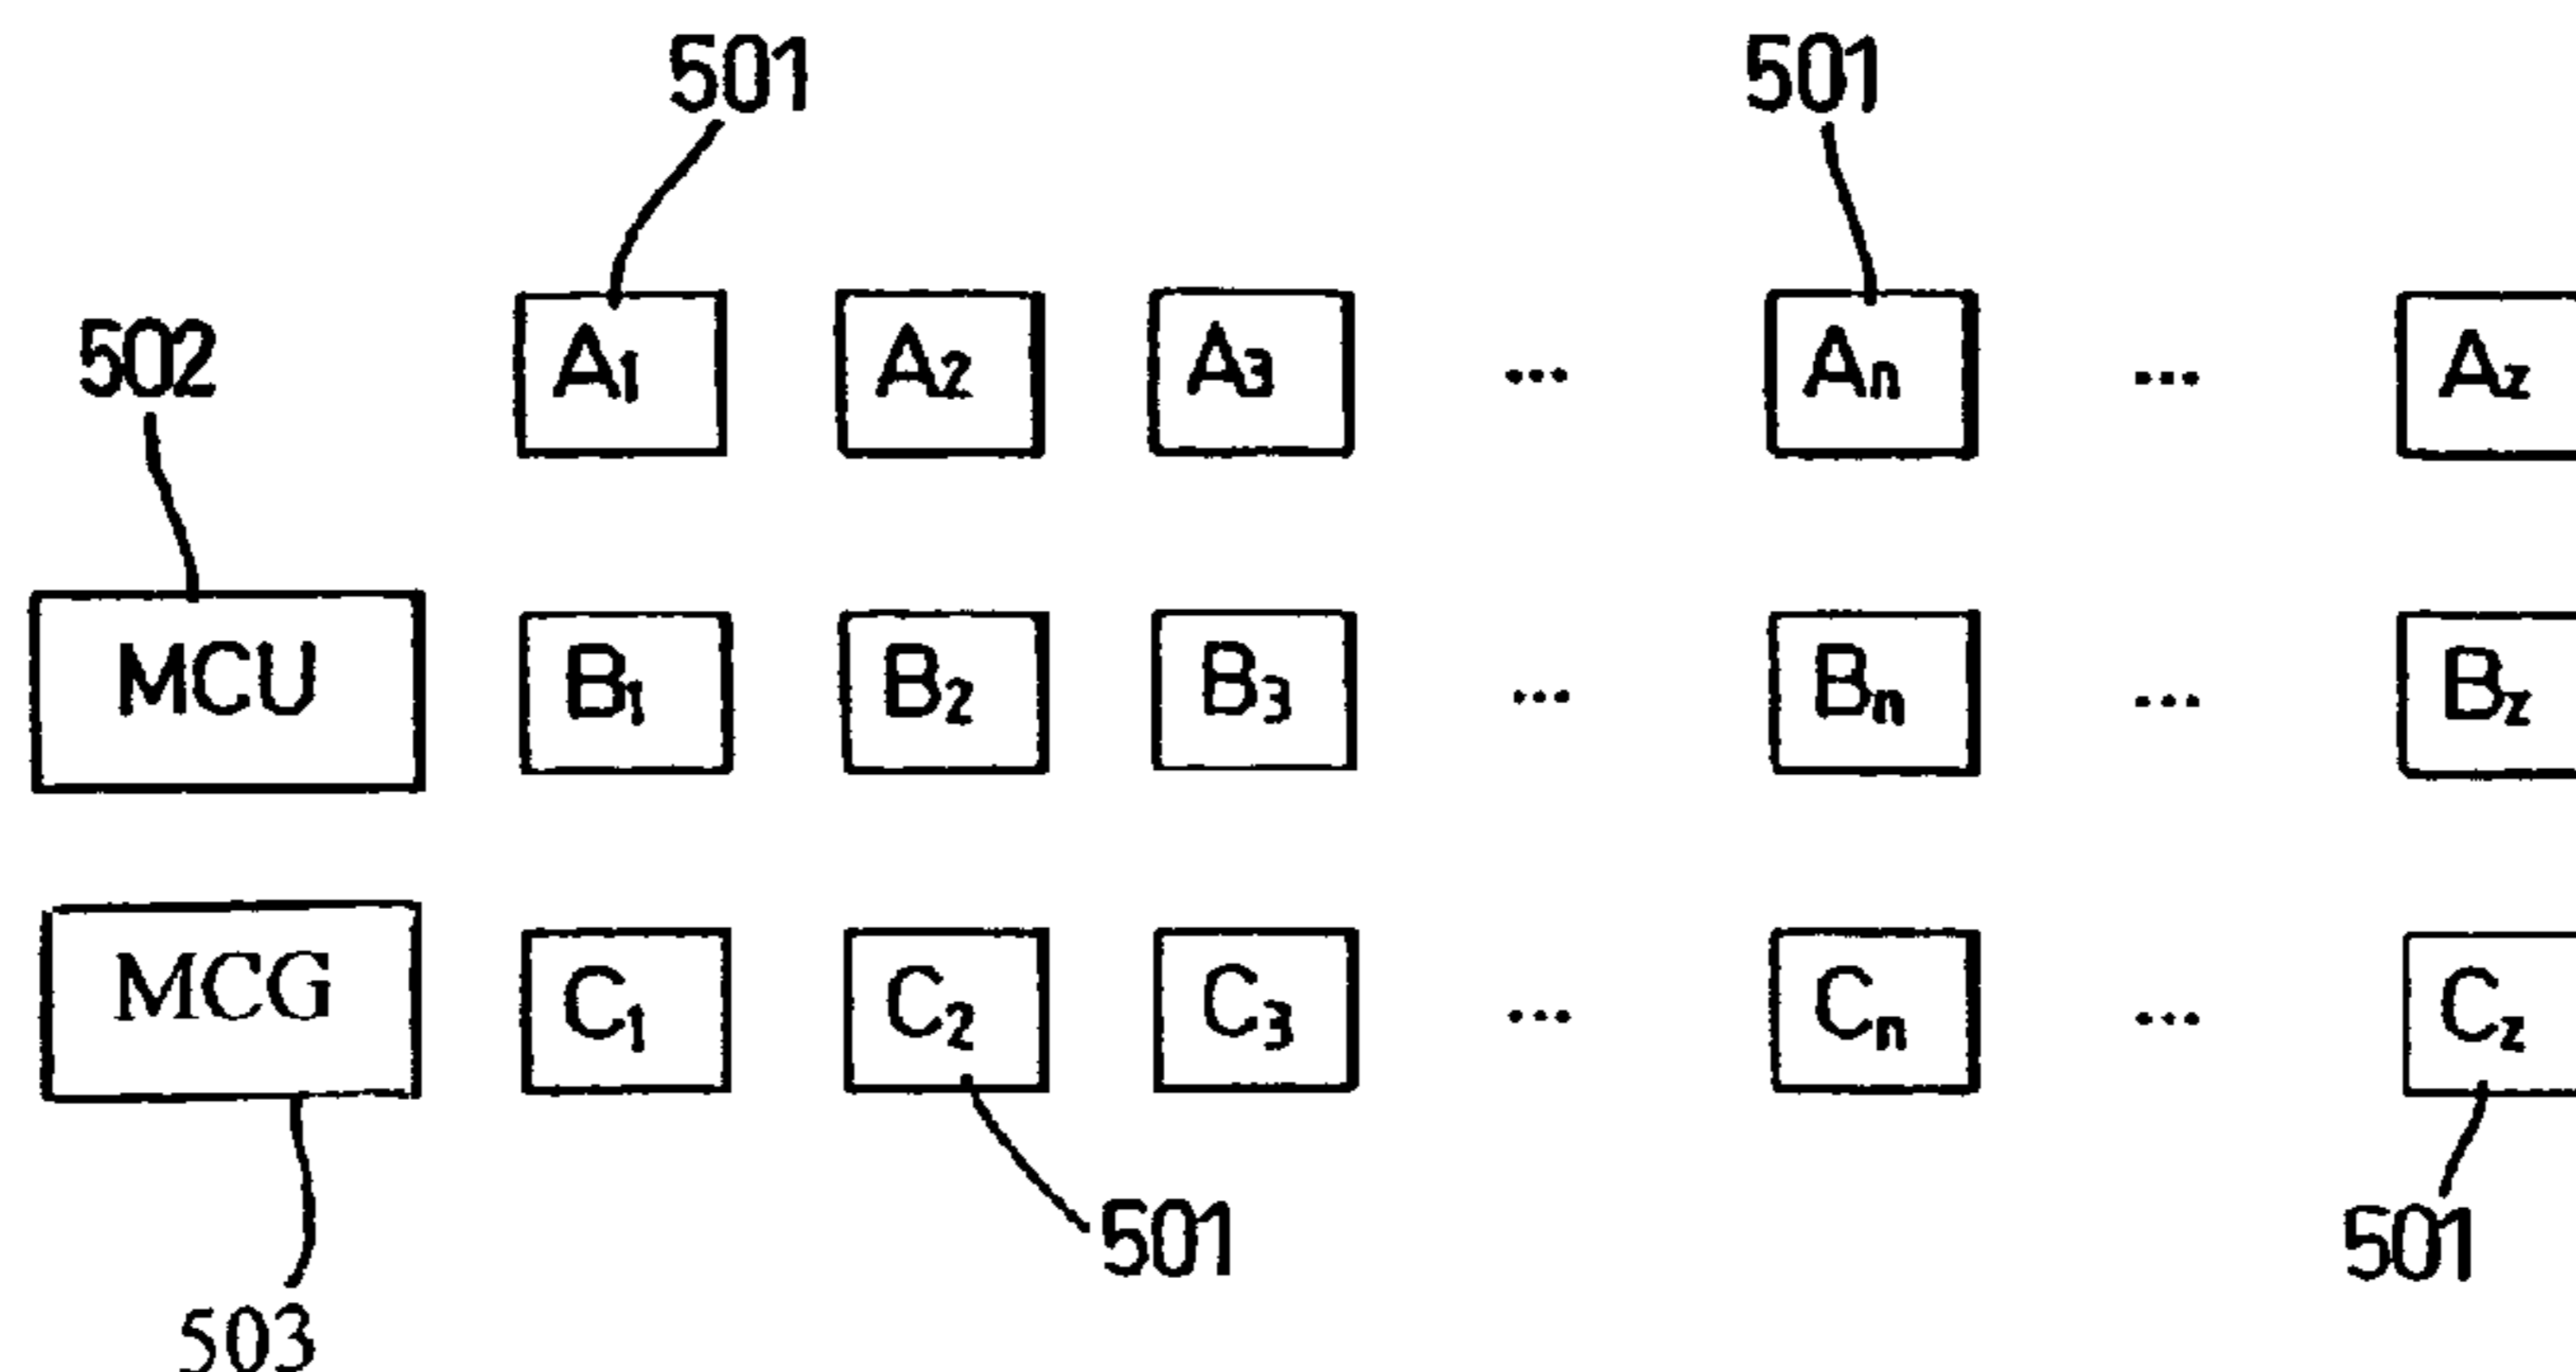 501 501
502
A1 A2 A3 ... An ... Az
MCU B1 B2 B3 ... Bn ... Bz
MCG C1 C2 C3 ... Cn ... Cz
501 501
503